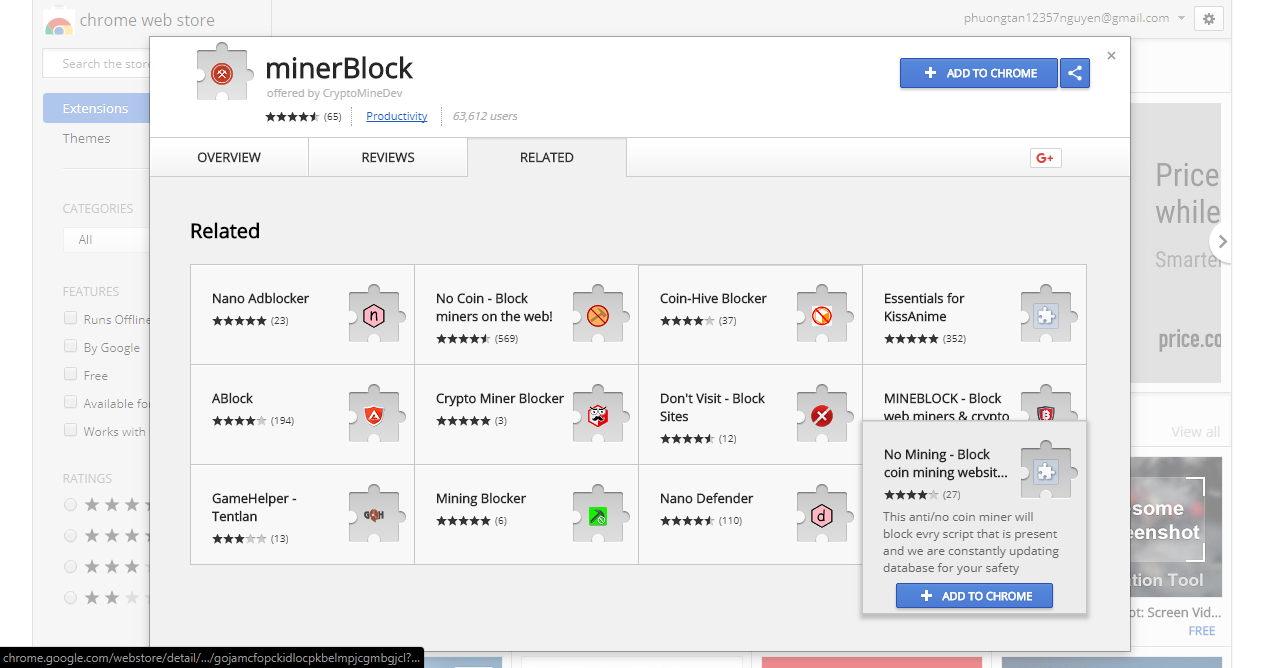 chrome web store
phuongtan12357nguyen@gmail.com
Search the store
Extensions
Themes
CATEGORIES
All
FEATURES
Runs Offline
By Google
Free
Available for
Works with
RATINGS
minerBlock
offered by CryptoMineDev
(65)
Productivity
63,612 users
ADD TO CHROME
OVERVIEW
REVIEWS
RELATED
G+
Related
Nano Adblocker
(23)
n
No Coin - Block
miners on the web!
(569)
Coin-Hive Blocker
(37)
Essentials for
KissAnime
(352)
ABlock
(194)
Crypto Miner Blocker
(3)
Don't Visit - Block
Sites
(12)
MINEBLOCK - Block
web miners & crypto
GameHelper -
Tentlan
(13)
Mining Blocker
(6)
Nano Defender
(110)
d
No Mining - Block
coin mining websit...
(27)
This anti/no coin miner will
block evry script that is present
and we are constantly updating
database for your safety
ADD TO CHROME
Price
while
Smarte
price.co
View all
some
eenshot
tion Tool
ot: Screen Vid...
FREE
chrome.google.com/webstore/detail/.../gojamcfopckidlocpkbelmpjcgmbgjcl?...